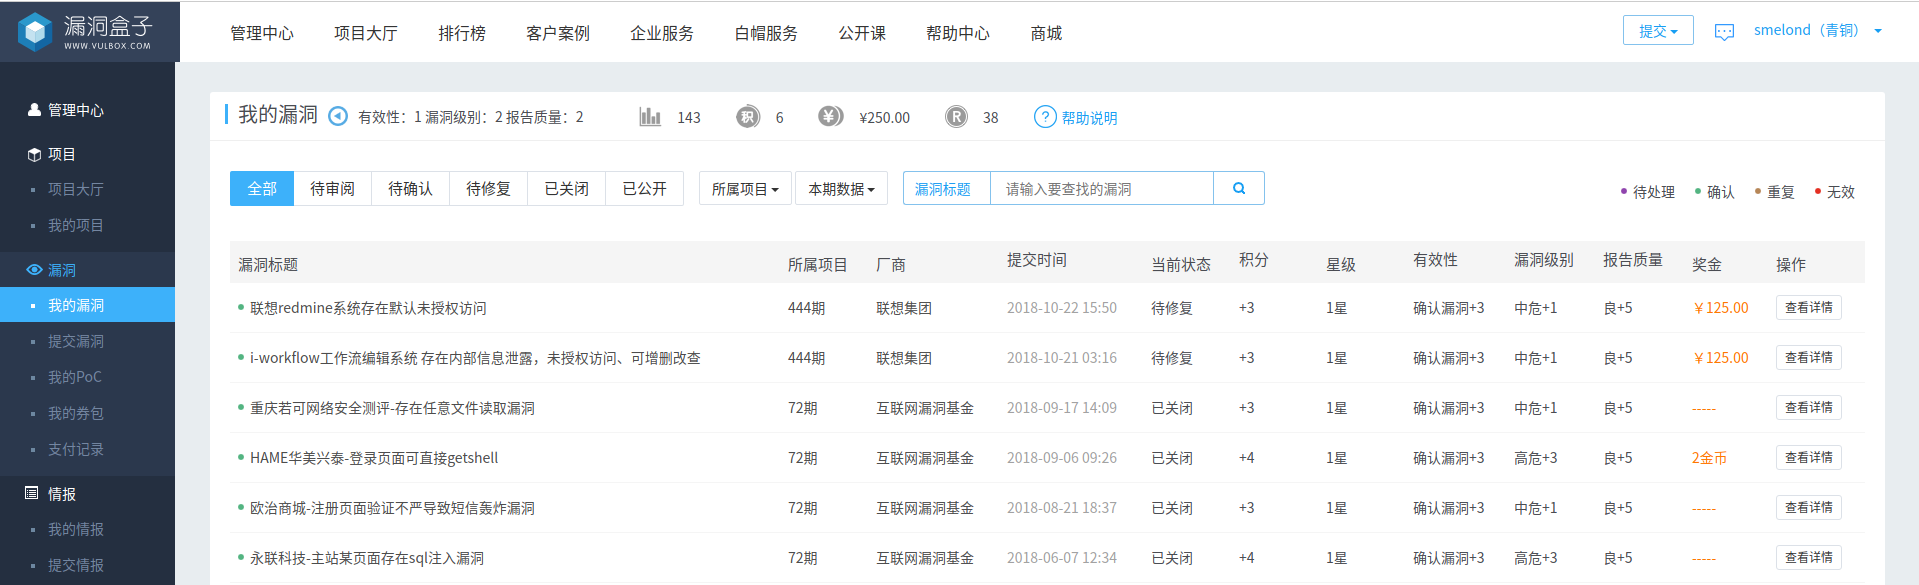 漏洞盒子
WWW.VULBOX.COM
管理中心 项目大厅 排行榜 客户案例 企业服务 白帽服务 公开课 帮助中心 商城
提交 smelond（青铜）
管理中心
项目
项目大厅
我的项目
漏洞
我的漏洞
提交漏洞
我的PoC
我的券包
支付记录
情报
我的情报
提交情报
我的漏洞 有效性：1 漏洞级别：2 报告质量：2 143 积 6 ¥ ¥250.00 R 38 ? 帮助说明
全部 待审阅 待确认 待修复 已关闭 已公开 所属项目 本期数据 漏洞标题 请输入要查找的漏洞
待处理 确认 重复 无效
漏洞标题 所属项目 厂商 提交时间 当前状态 积分 星级 有效性 漏洞级别 报告质量 奖金 操作
联想redmine系统存在默认未授权访问 444期 联想集团 2018-10-22 15:50 待修复 +3 1星 确认漏洞+3 中危+1 良+5 ￥125.00 查看详情
i-workflow工作流编辑系统 存在内部信息泄露，未授权访问、可增删改查 444期 联想集团 2018-10-21 03:16 待修复 +3 1星 确认漏洞+3 中危+1 良+5 ￥125.00 查看详情
重庆若可网络安全测评-存在任意文件读取漏洞 72期 互联网漏洞基金 2018-09-17 14:09 已关闭 +3 1星 确认漏洞+3 中危+1 良+5 ----- 查看详情
HAME华美兴泰-登录页面可直接getshell 72期 互联网漏洞基金 2018-09-06 09:26 已关闭 +4 1星 确认漏洞+3 高危+3 良+5 2金币 查看详情
欧治商城-注册页面验证不严导致短信轰炸漏洞 72期 互联网漏洞基金 2018-08-21 18:37 已关闭 +3 1星 确认漏洞+3 中危+1 良+5 ----- 查看详情
永联科技-主站某页面存在sql注入漏洞 72期 互联网漏洞基金 2018-06-07 12:34 已关闭 +4 1星 确认漏洞+3 高危+3 良+5 ----- 查看详情